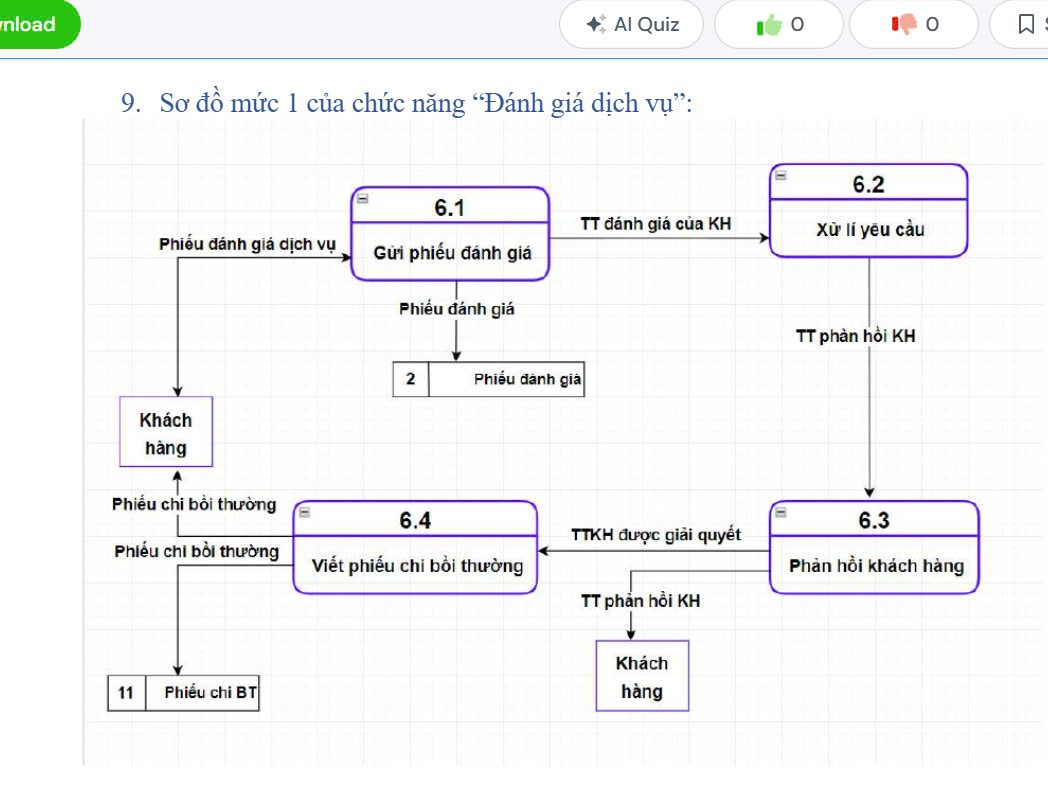 nload
AI Quiz
0
0
9. Sơ đồ mức 1 của chức năng “Đánh giá dịch vụ”:
6.1
Gửi phiếu đánh giá
6.2
Xử lí yêu cầu
TT đánh giá của KH
Phiếu đánh giá dịch vụ
Phiếu đánh giá
TT phản hồi KH
2
Phiếu đánh giá
Khách
hàng
Phiếu chi bồi thường
Phiếu chi bồi thường
6.4
Viết phiếu chi bồi thường
TTKH được giải quyết
6.3
Phản hồi khách hàng
TT phản hồi KH
Khách
hàng
11
Phiếu chi BT